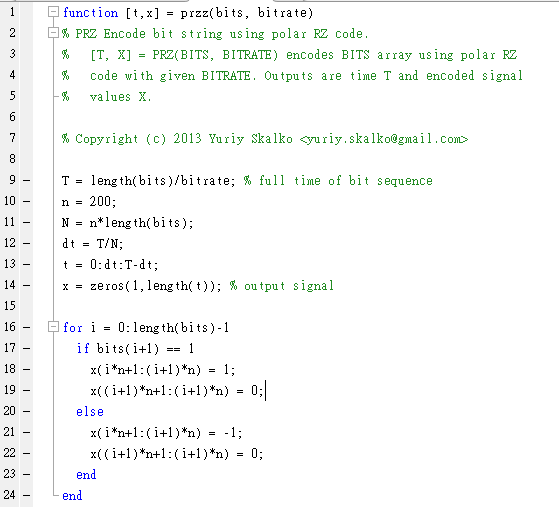 1 function [t,x] = przz(bits, bitrate)
2 % PRZ Encode bit string using polar RZ code.
3 %   [T, X] = PRZ(BITS, BITRATE) encodes BITS array using polar RZ
4 %   code with given BITRATE. Outputs are time T and encoded signal
5 %   values X.
6
7 % Copyright (c) 2013 Yuriy Skalko <yuriy.skalko@gmail.com>
8
9 – T = length(bits)/bitrate; % full time of bit sequence
10 – n = 200;
11 – N = n*length(bits);
12 – dt = T/N;
13 – t = 0:dt:T-dt;
14 – x = zeros(1,length(t)); % output signal
15
16 – for i = 0:length(bits)-1
17 –   if bits(i+1) == 1
18 –     x(i*n+1:(i+1)*n) = 1;
19 –     x((i+1)*n+1:(i+1)*n) = 0;
20 –   else
21 –     x(i*n+1:(i+1)*n) = -1;
22 –     x((i+1)*n+1:(i+1)*n) = 0;
23 –   end
24 – end